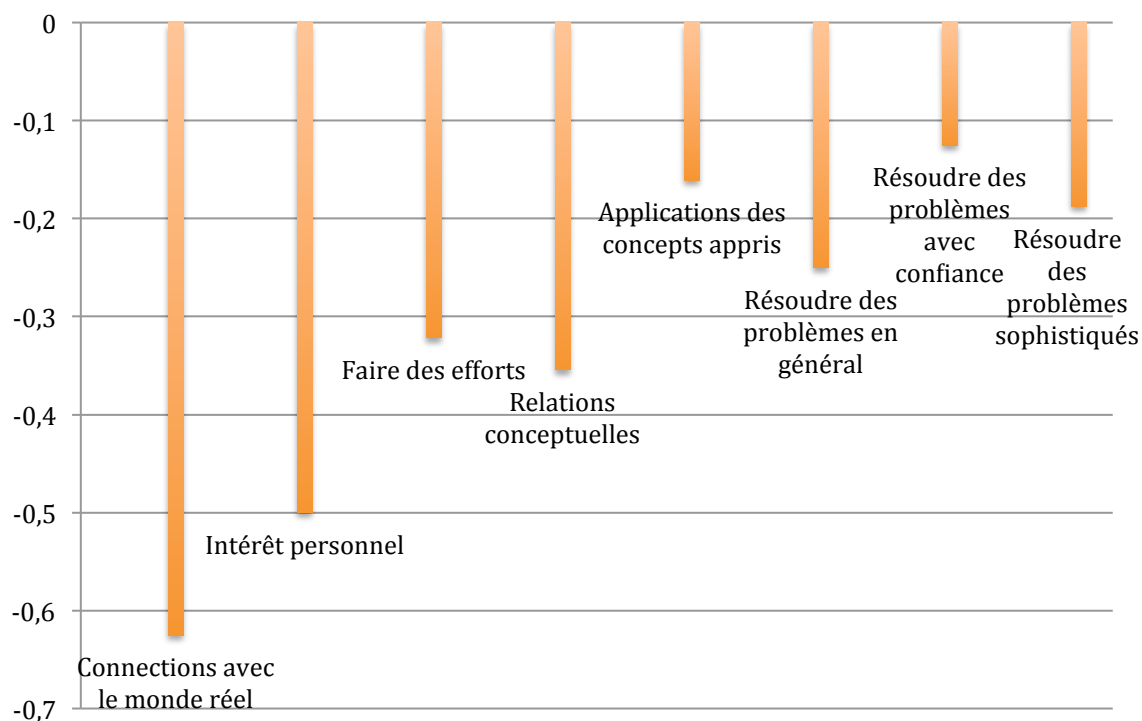 0
-0,1
-0,2
-0,3
-0,4
-0,5
-0,6
-0,7
Connections avec
le monde réel
Intérêt personnel
Faire des efforts
Relations
conceptuelles
Applications des
concepts appris
Résoudre des
problèmes en
général
Résoudre des
problèmes
avec
confiance
Résoudre
des
problèmes
sophistiqués